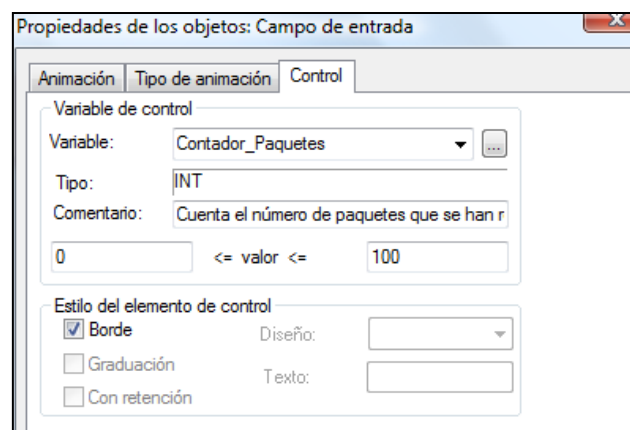 Propiedades de los objetos: Campo de entrada
Animación Tipo de animación Control
Variable de control
Variable: Contador_Paquetes ...
Tipo: INT
Comentario: Cuenta el número de paquetes que se han r
0 <= valor <= 100
Estilo del elemento de control
Borde Diseño:
Graduación
Texto:
Con retención